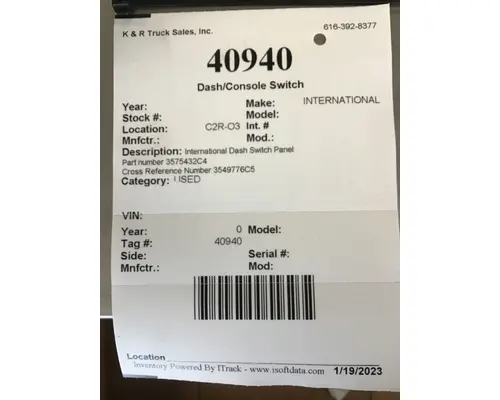 K & R Truck Sales, Inc. 616-392-8377
40940
Dash/Console Switch
Year: Make: INTERNATIONAL
Stock #: Model:
Location: C2R-O3 Int. #
Mnfctr.: Mod.:
Description: International Dash Switch Panel
Part number 3575432C4
Cross Reference Number 3549776C5
Category: USED
VIN:
Year: 0 Model:
Tag #: 40940
Side: Serial #:
Mnfctr.: Mod:
Location
Inventory Powered By ITrack - www.isoftdata.com 1/19/2023